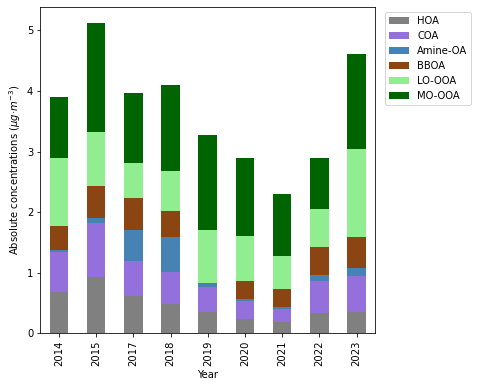 HOA
COA
Amine-OA
BBOA
LO-OOA
MO-OOA
Absolute concentrations (μg·m⁻³)
5
4
3
2
1
0
2014
2015
2017
2018
2019
2020
2021
2022
2023
Year